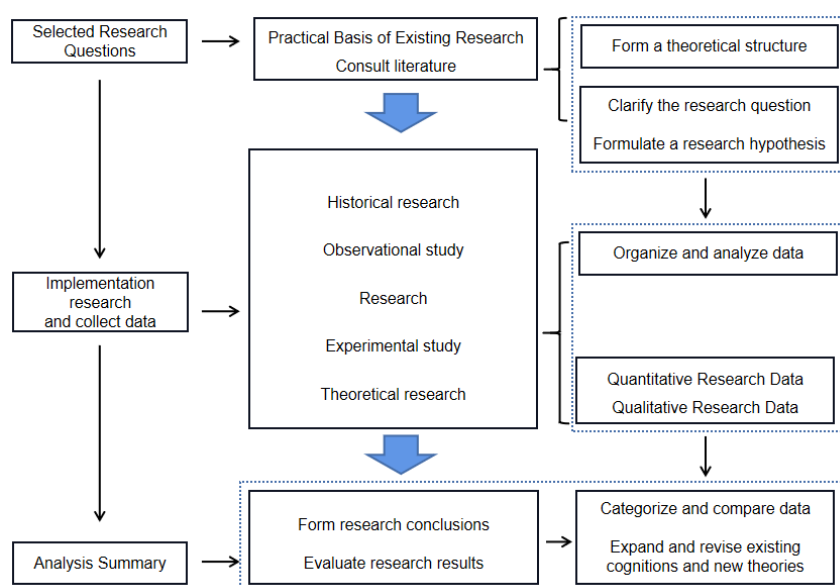 Selected Research
Questions
Practical Basis of Existing Research
Consult literature
Form a theoretical structure
Clarify the research question
Formulate a research hypothesis
Implementation
research
and collect data
Historical research
Observational study
Research
Experimental study
Theoretical research
Organize and analyze data
Quantitative Research Data
Qualitative Research Data
Analysis Summary
Form research conclusions
Evaluate research results
Categorize and compare data
Expand and revise existing
cognitions and new theories